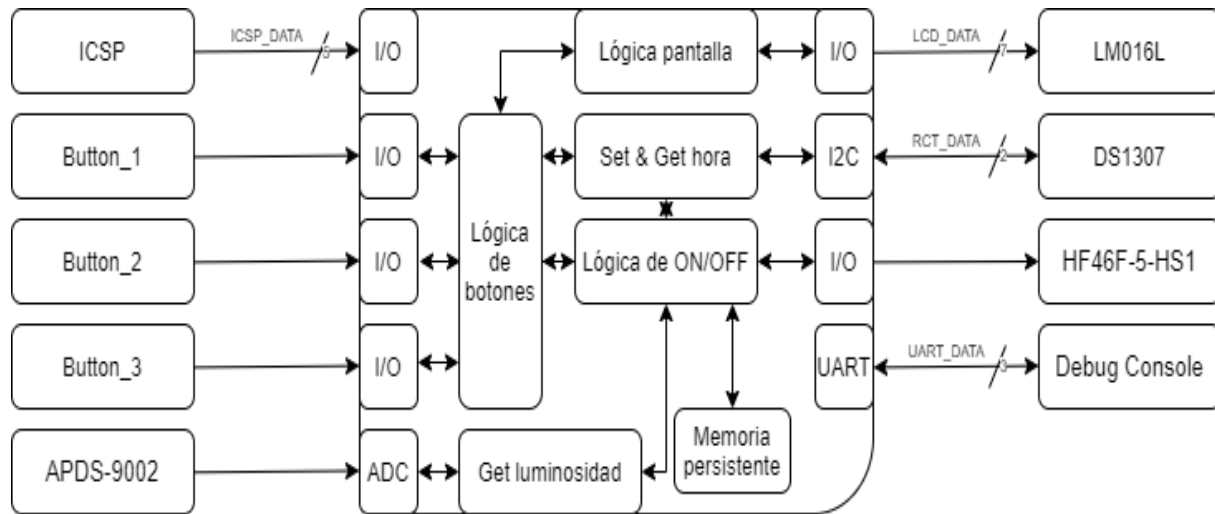 ICSP
ICSP_DATA
5
I/O
Lógica pantalla
I/O
LCD_DATA
7
LM016L
Button_1
I/O
Set & Get hora
I2C
RCT_DATA
2
DS1307
Button_2
I/O
Lógica
de
botones
Lógica de ON/OFF
I/O
HF46F-5-HS1
Button_3
I/O
UART
UART_DATA
3
Debug Console
APDS-9002
ADC
Get luminosidad
Memoria
persistente